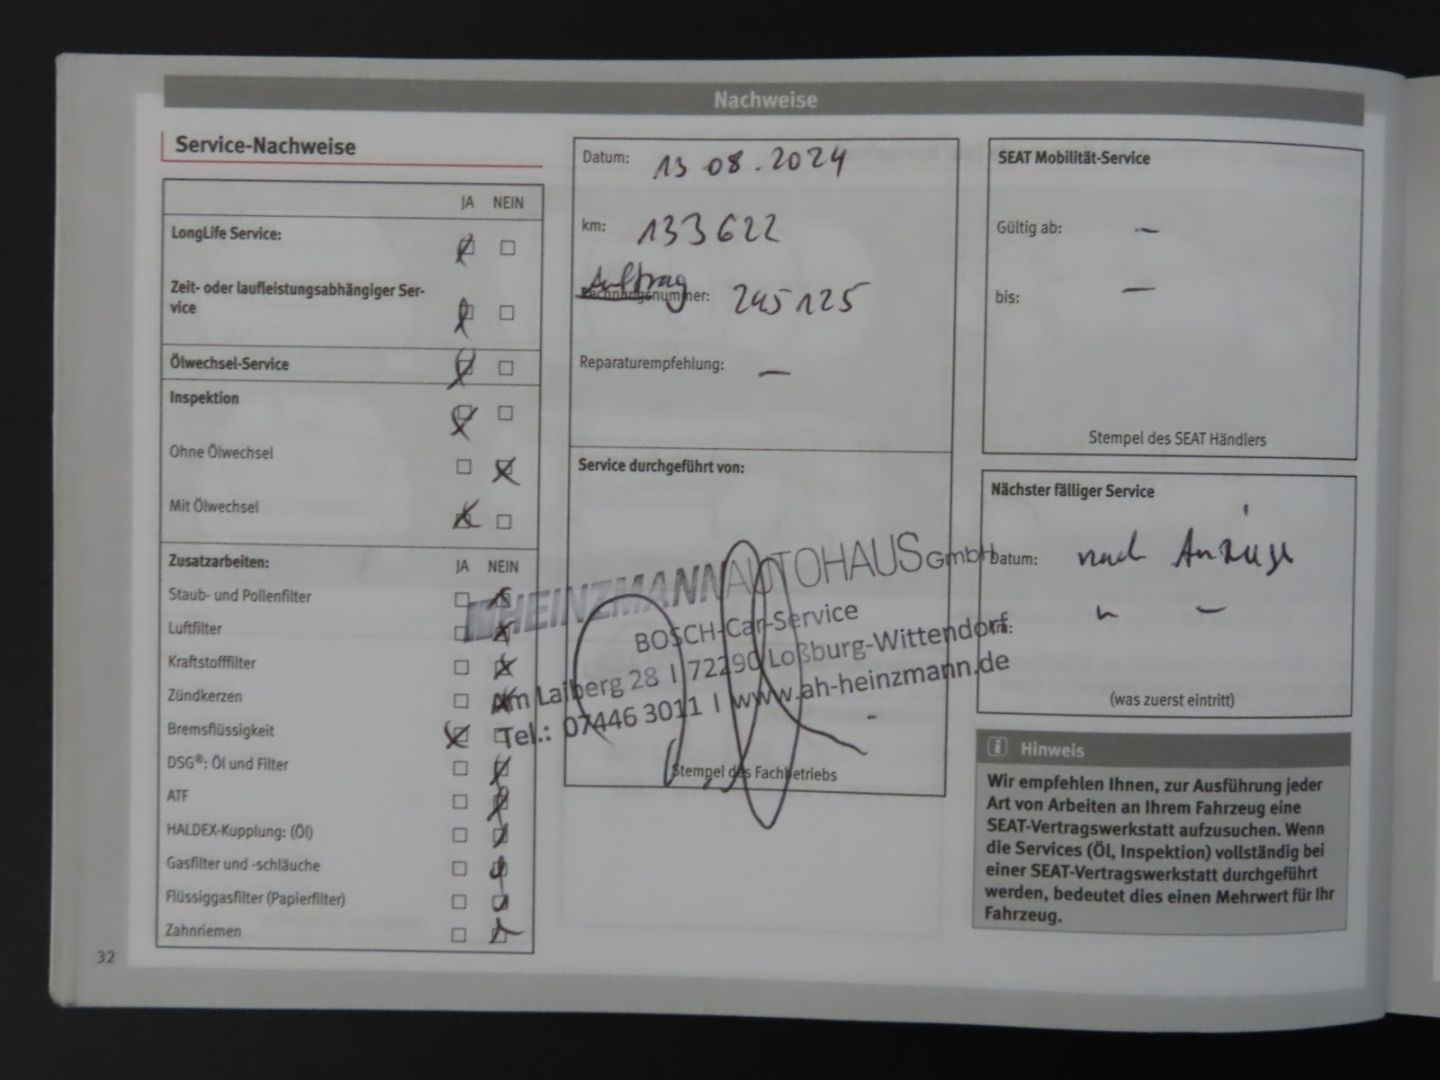 Nachweise
Service-Nachweise
JA NEIN
LongLife Service:
Zeit- oder laufleistungsabhängiger Ser-
vice
Ölwechsel-Service
Inspektion
Ohne Ölwechsel
Mit Ölwechsel
Zusatzarbeiten: JA NEIN
Staub- und Pollenfilter
Luftfilter
Kraftstofffilter
Zündkerzen
Bremsflüssigkeit
DSG®: Öl und Filter
ATF
HALDEX-Kupplung: (Öl)
Gasfilter und -schläuche
Flüssiggasfilter (Papierfilter)
Zahnriemen
32
Datum: 13 08.2024
km: 133622
Auftrag
Rechnungsnummer: 245125
Reparaturempfehlung: –
Service durchgeführt von:
HEINZMANN AUTOHAUS GmbH
BOSCH-Car-Service
Am Laiberg 28 I 72290 Loßburg-Wittendorf
Tel.: 07446 3011 I www.ah-heinzmann.de
Stempel des Fachbetriebs
SEAT Mobilität-Service
Gültig ab: –
bis: –
Stempel des SEAT Händlers
Nächster fälliger Service
Datum: nach Anzeige
km: " –
(was zuerst eintritt)
i Hinweis
Wir empfehlen Ihnen, zur Ausführung jeder
Art von Arbeiten an Ihrem Fahrzeug eine
SEAT-Vertragswerkstatt aufzusuchen. Wenn
die Services (Öl, Inspektion) vollständig bei
einer SEAT-Vertragswerkstatt durchgeführt
werden, bedeutet dies einen Mehrwert für Ihr
Fahrzeug.